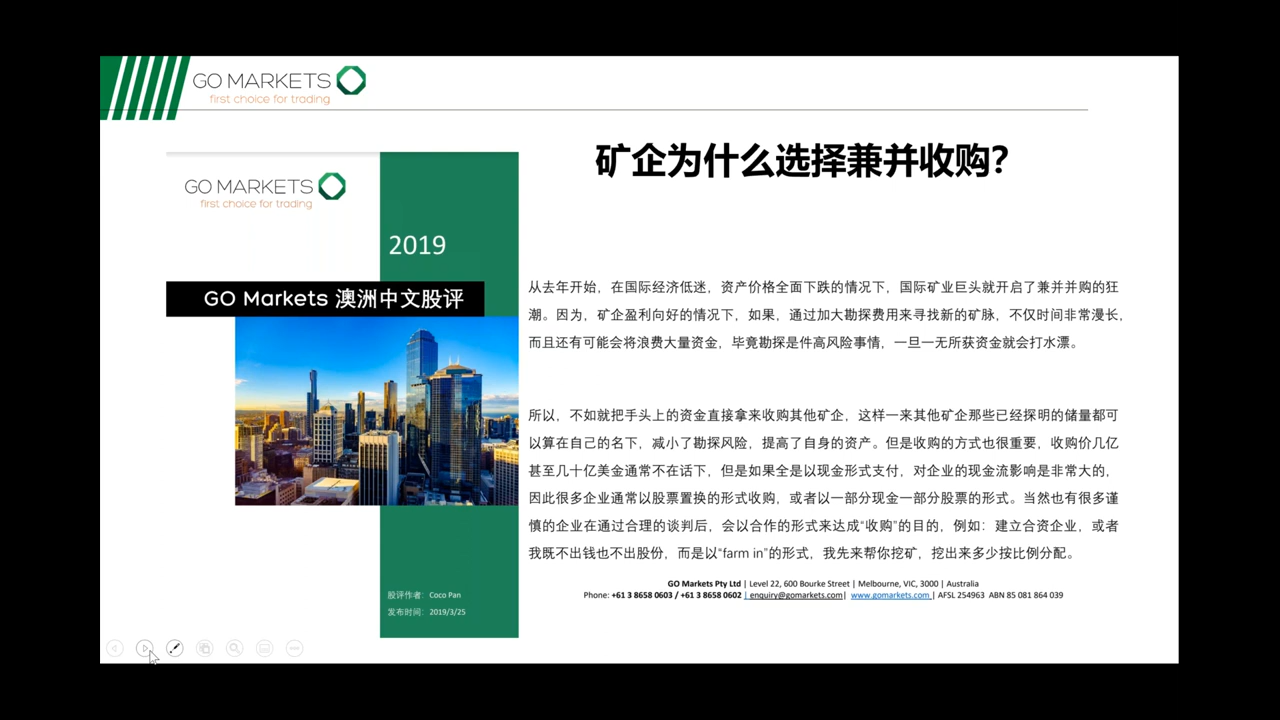 GO MARKETS
first choice for trading
GO MARKETS
first choice for trading
2019
GO Markets 澳洲中文股评
股评作者： Coco Pan
发布时间： 2019/3/25
矿企为什么选择兼并收购？
从去年开始，在国际经济低迷，资产价格全面下跌的情况下，国际矿业巨头就开启了兼并并购的狂
潮。因为，矿企盈利向好的情况下，如果，通过加大勘探费用来寻找新的矿脉，不仅时间非常漫长，
而且还有可能会将浪费大量资金，毕竟勘探是件高风险事情，一旦一无所获资金就会打水漂。
所以，不如就把手头上的资金直接拿来收购其他矿企，这样一来其他矿企那些已经探明的储量都可
以算在自己的名下，减小了勘探风险，提高了自身的资产。但是收购的方式也很重要，收购价几亿
甚至几十亿美金通常不在话下，但是如果全是以现金形式支付，对企业的现金流影响是非常大的，
因此很多企业通常以股票置换的形式收购，或者以一部分现金一部分股票的形式。当然也有很多谨
慎的企业在通过合理的谈判后，会以合作的形式来达成“收购”的目的，例如：建立合资企业，或者
我既不出钱也不出股份，而是以“farm in”的形式，我先来帮你挖矿，挖出来多少按比例分配。
GO Markets Pty Ltd | Level 22, 600 Bourke Street | Melbourne, VIC, 3000 | Australia
Phone: +61 3 8658 0603 / +61 3 8658 0602 | enquiry@gomarkets.com| www.gomarkets.com | AFSL 254963 ABN 85 081 864 039